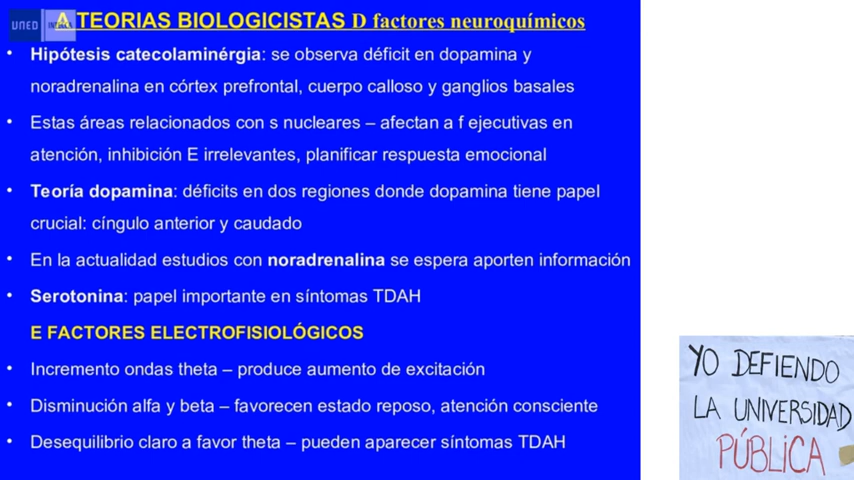 UNED
A TEORIAS BIOLOGICISTAS D factores neuroquímicos
• Hipótesis catecolaminérgia: se observa déficit en dopamina y
noradrenalina en córtex prefrontal, cuerpo calloso y ganglios basales
• Estas áreas relacionados con s nucleares – afectan a f ejecutivas en
atención, inhibición E irrelevantes, planificar respuesta emocional
• Teoría dopamina: déficits en dos regiones donde dopamina tiene papel
crucial: cíngulo anterior y caudado
• En la actualidad estudios con noradrenalina se espera aporten información
• Serotonina: papel importante en síntomas TDAH
E FACTORES ELECTROFISIOLÓGICOS
• Incremento ondas theta – produce aumento de excitación
• Disminución alfa y beta – favorecen estado reposo, atención consciente
• Desequilibrio claro a favor theta – pueden aparecer síntomas TDAH
YO DEFIENDO
LA UNIVERSIDAD
PÚBLICA